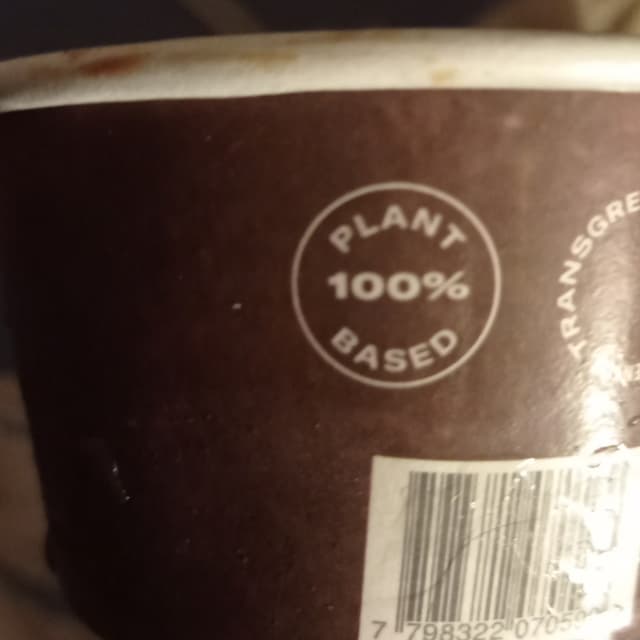 PLANT
100%
BASED
TRANSGRE
7 798322 0705